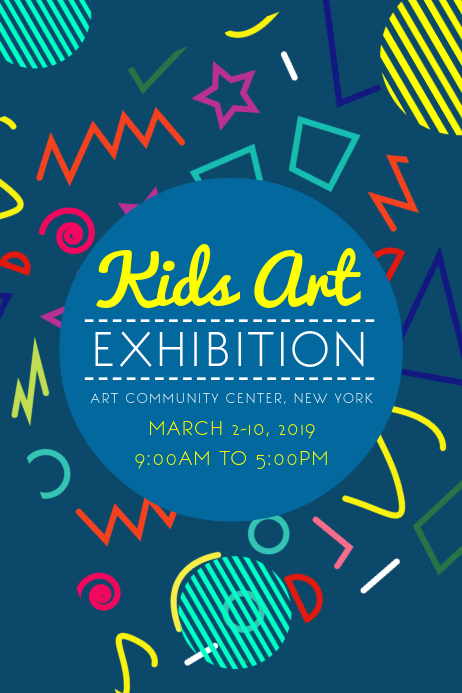 Kids Art
EXHIBITION
ART COMMUNITY CENTER, NEW YORK
MARCH 2-10, 2019
9:00AM TO 5:00PM